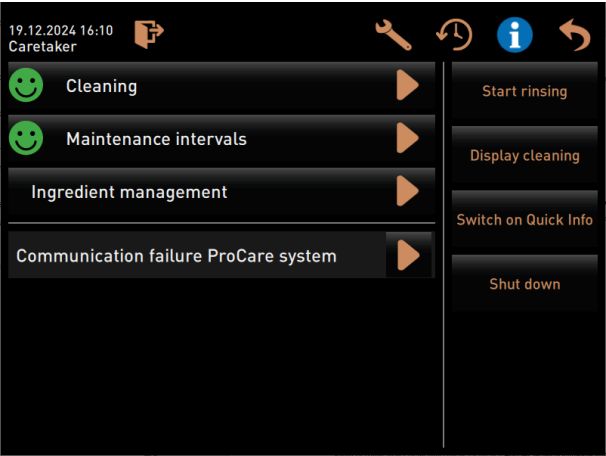 19.12.2024 16:10
Caretaker
Cleaning
Maintenance intervals
Ingredient management
Communication failure ProCare system
Start rinsing
Display cleaning
Switch on Quick Info
Shut down